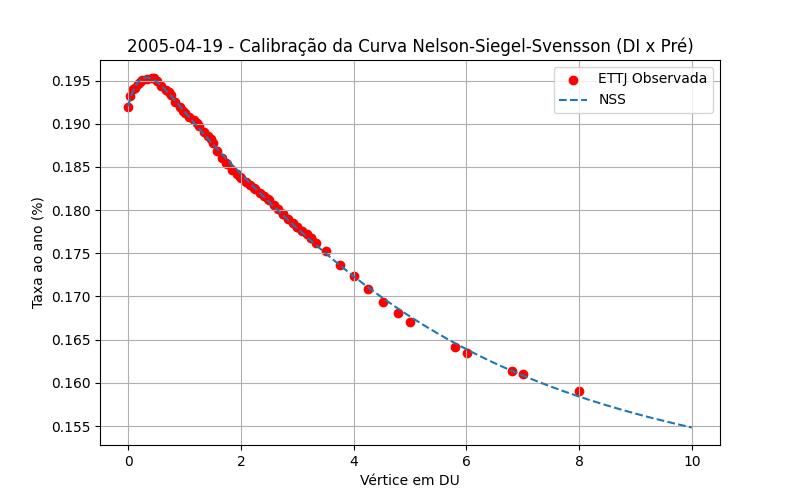 2005-04-19 - Calibração da Curva Nelson-Siegel-Svensson (DI x Pré)
ETTJ Observada
NSS
Taxa ao ano (%)
0.195
0.190
0.185
0.180
0.175
0.170
0.165
0.160
0.155
0 2 4 6 8 10
Vértice em DU